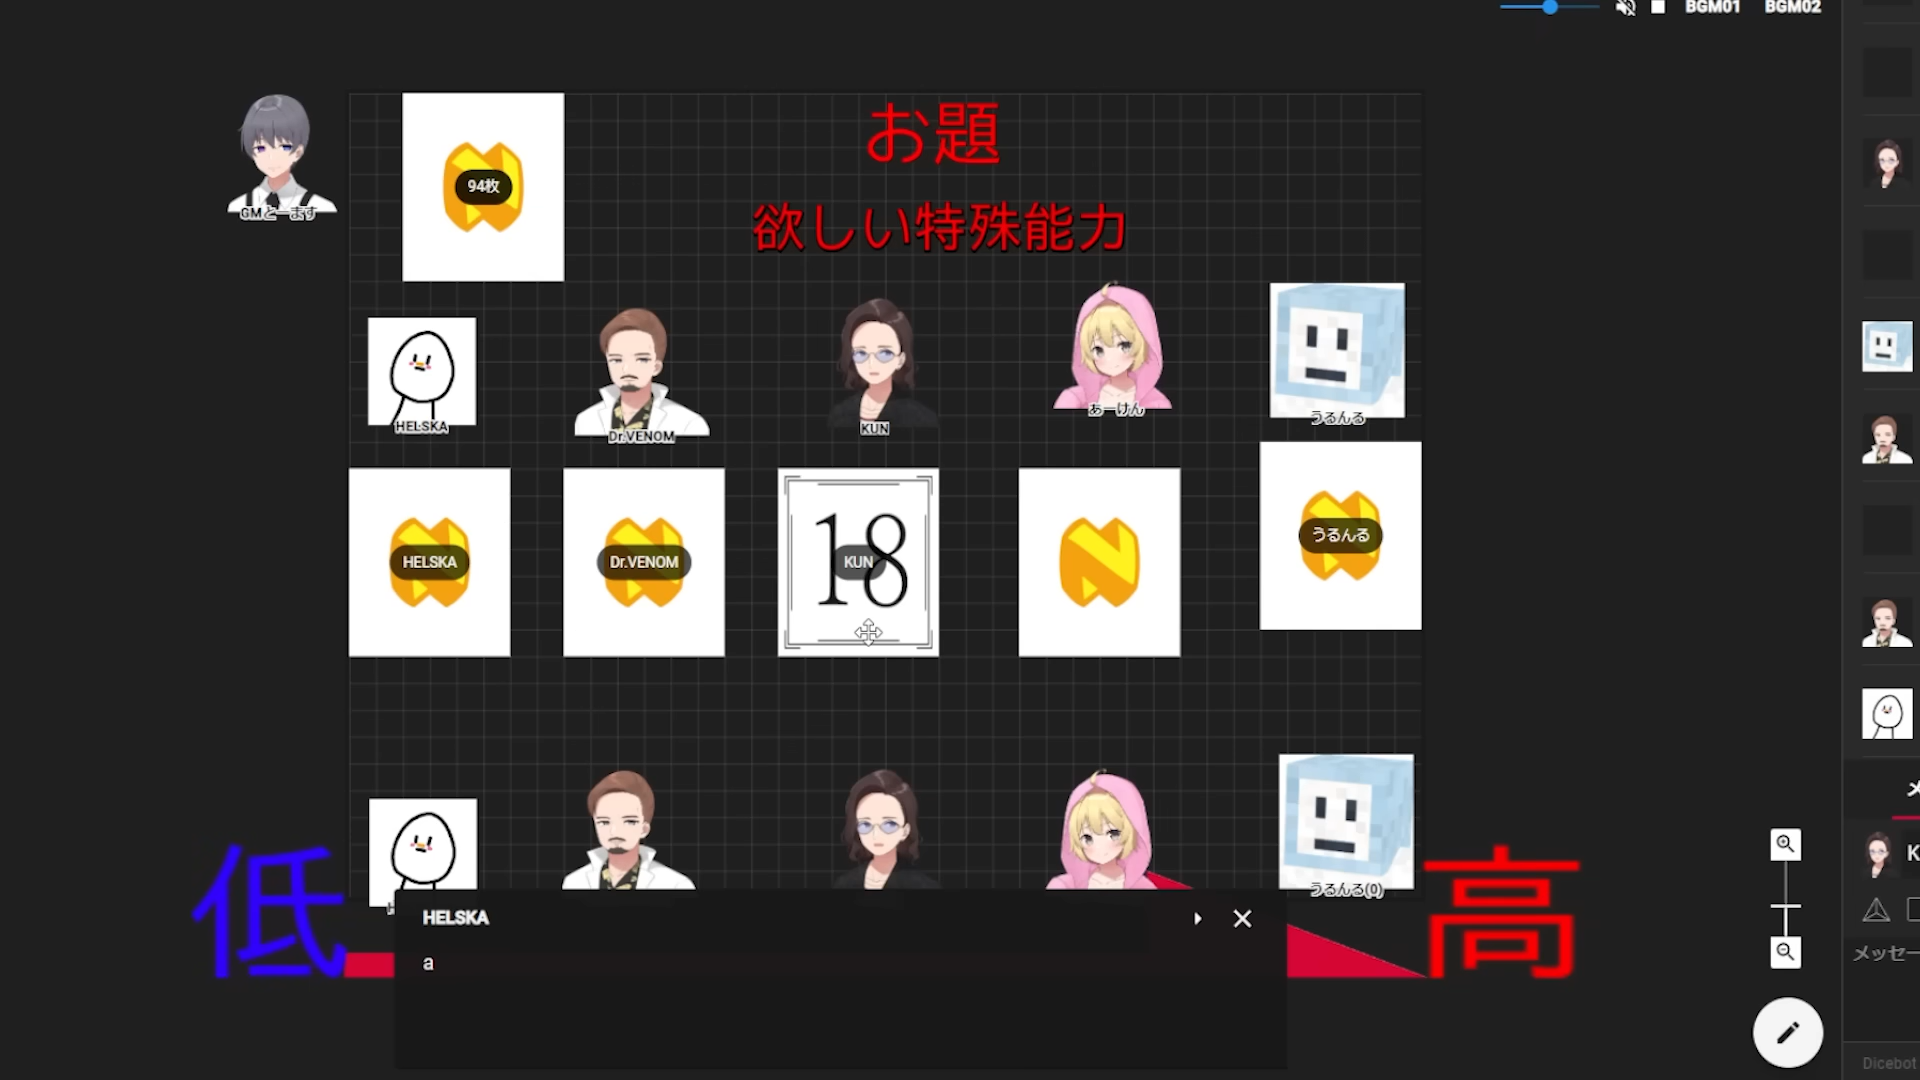 BGM01 BGM02
お題
94枚
GMとーます
欲しい特殊能力
HELSKA
Dr.VENOM
KUN
あーけん
うるんる
HELSKA
Dr.VENOM
18
KUN
うるんる
うるんる(0)
低
高
HELSKA
a
K
メッセー
Dicebot